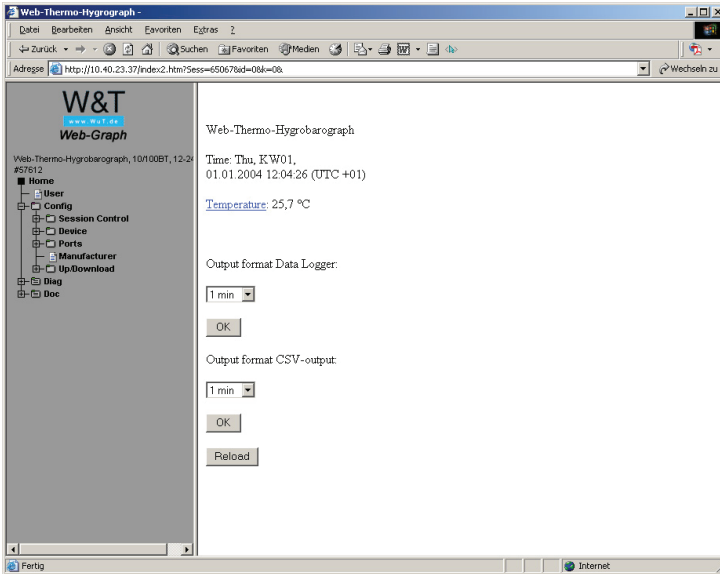 Web-Thermo-Hygrograph -
Datei Bearbeiten Ansicht Favoriten Extras ?
Zurück Suchen Favoriten Medien
Adresse http://10.40.23.37/index2.htm?Sess=65067&id=0&k=0& Wechseln zu
W&T
www.WuT.de
Web-Graph
Web-Thermo-Hygrobarograph, 10/100BT, 12-24
#57612
Home
User
Config
Session Control
Device
Ports
Manufacturer
Up/Download
Diag
Doc
Web-Thermo-Hygrobarograph
Time: Thu, KW01,
01.01.2004 12:04:26 (UTC +01)
Temperature: 25,7 °C
Output format Data Logger:
1 min
OK
Output format CSV-output:
1 min
OK
Reload
Fertig Internet